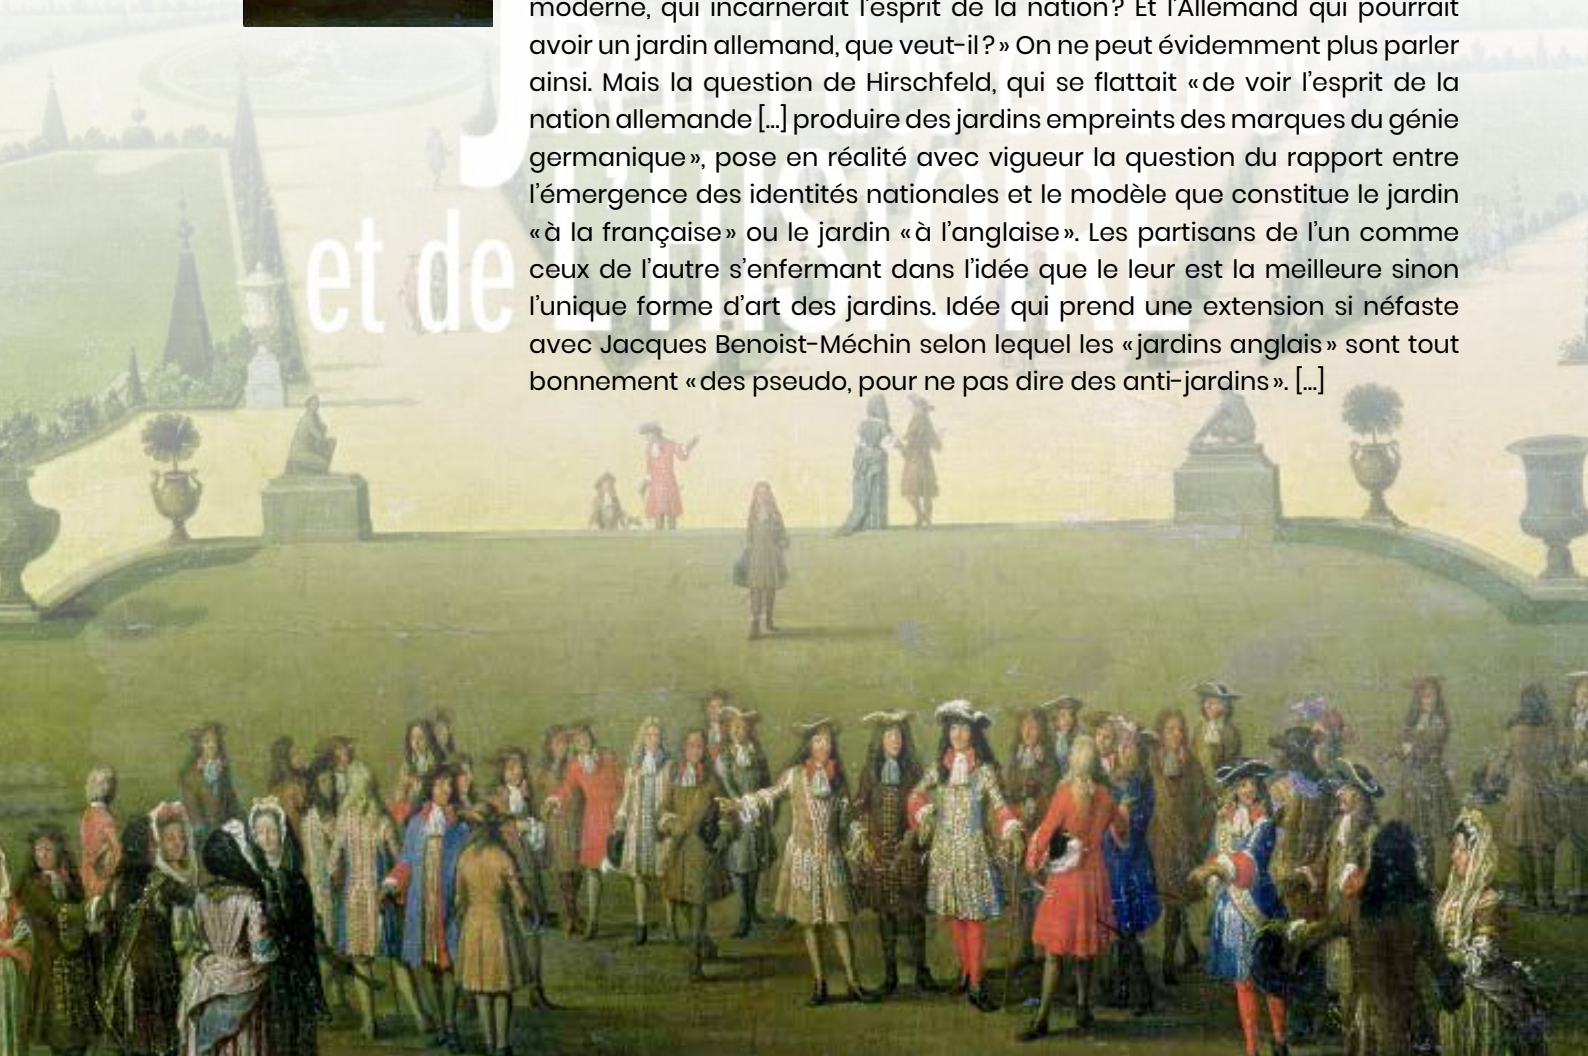 moderne, qui incarnerait l'esprit de la nation ? Et l'Allemand qui pourrait
avoir un jardin allemand, que veut-il ? » On ne peut évidemment plus parler
ainsi. Mais la question de Hirschfeld, qui se flattait « de voir l'esprit de la
nation allemande [...] produire des jardins empreints des marques du génie
germanique », pose en réalité avec vigueur la question du rapport entre
l'émergence des identités nationales et le modèle que constitue le jardin
« à la française » ou le jardin « à l'anglaise ». Les partisans de l'un comme
ceux de l'autre s'enfermant dans l'idée que le leur est la meilleure sinon
l'unique forme d'art des jardins. Idée qui prend une extension si néfaste
avec Jacques Benoist-Méchin selon lequel les « jardins anglais » sont tout
bonnement « des pseudo, pour ne pas dire des anti-jardins ». [...]
et de L'HISTOIRE